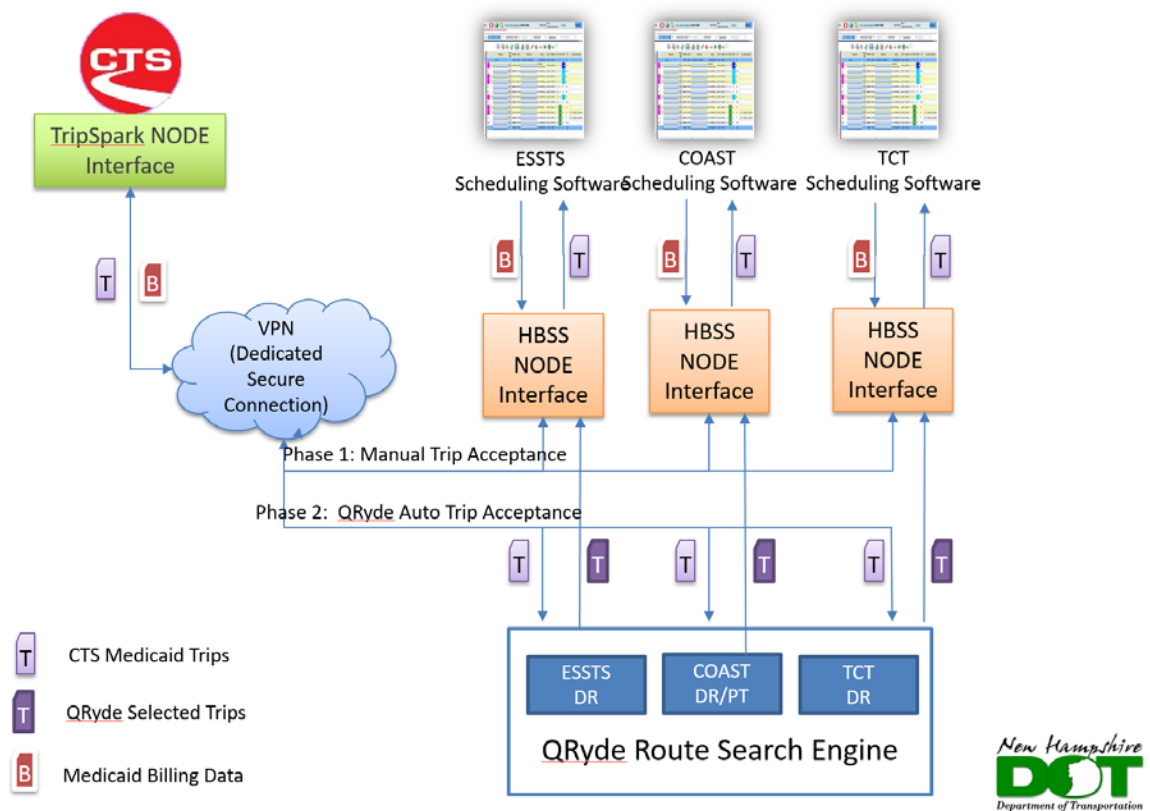 CTS
TripSpark NODE
Interface
ESSTS
Scheduling Software
COAST
Scheduling Software
TCT
Scheduling Software
T
B
B
T
B
T
B
T
VPN
(Dedicated
Secure
Connection)
HBSS
NODE
Interface
HBSS
NODE
Interface
HBSS
NODE
Interface
Phase 1: Manual Trip Acceptance
Phase 2: QRyde Auto Trip Acceptance
T
T
T
T
T
T
ESSTS
DR
COAST
DR/PT
TCT
DR
QRyde Route Search Engine
T
CTS Medicaid Trips
T
QRyde Selected Trips
B
Medicaid Billing Data
New Hampshire
DOT
Department of Transportation